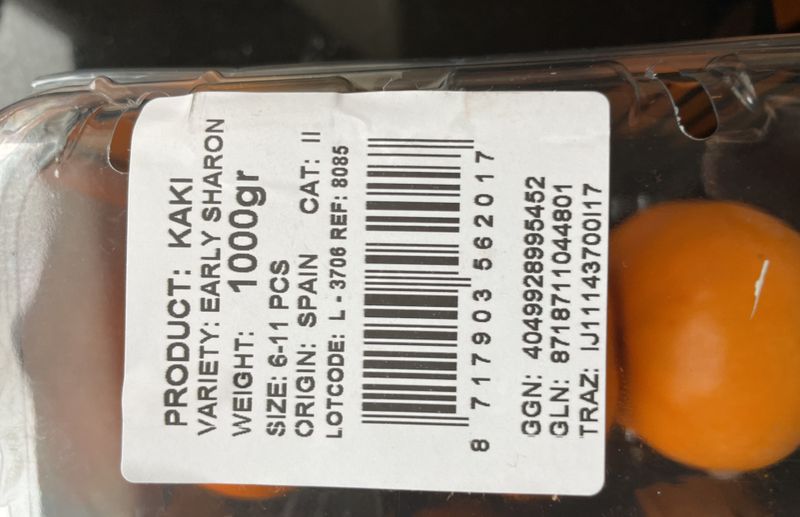 PRODUCT: KAKI
VARIETY: EARLY SHARON
WEIGHT: 1000gr
SIZE: 6-11 PCS
ORIGIN: SPAIN CAT: II
LOTCODE: L - 3706 REF: 8085
8 717903 562017
GGN: 4049928995452
GLN: 8718711044801
TRAZ: IJ11143700I17